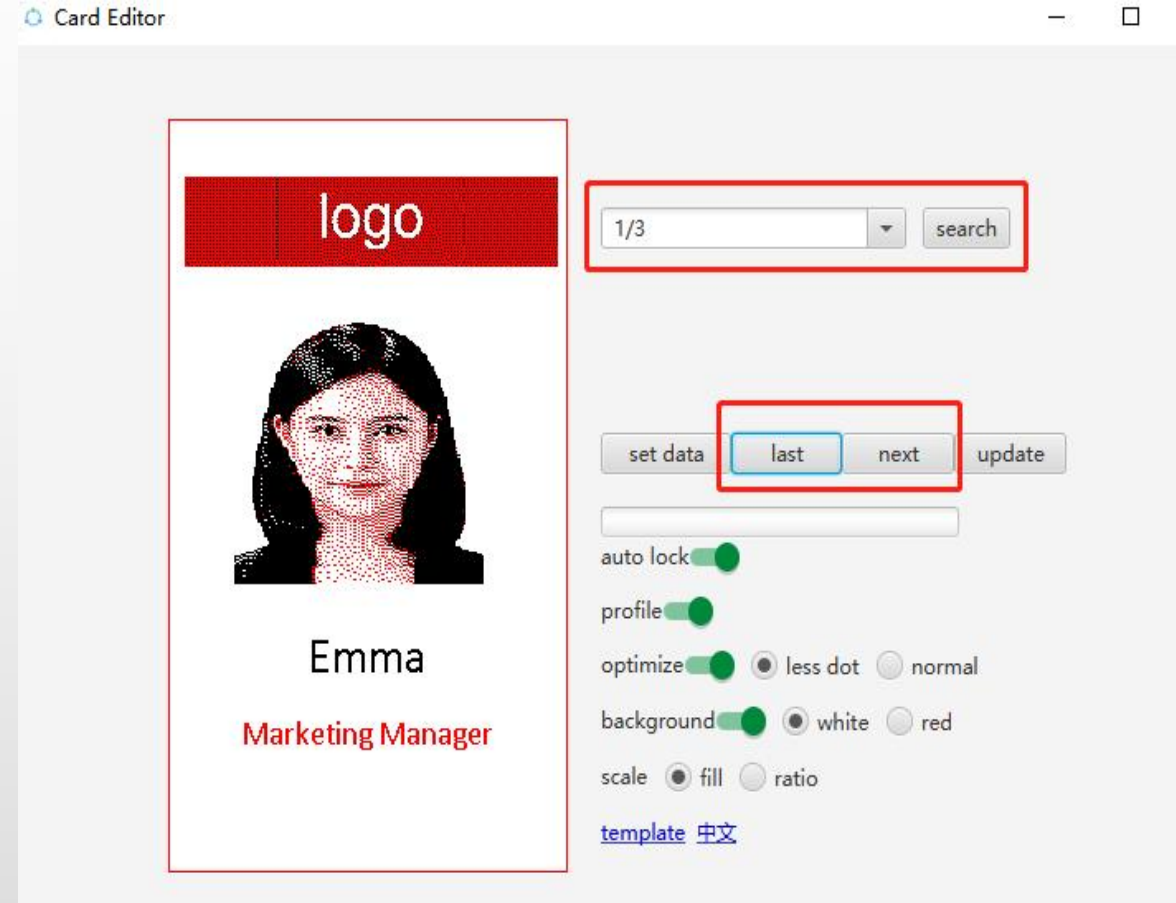 Card Editor
logo
Emma
Marketing Manager
1/3 search
set data last next update
auto lock
profile
optimize less dot normal
background white red
scale fill ratio
template 中文